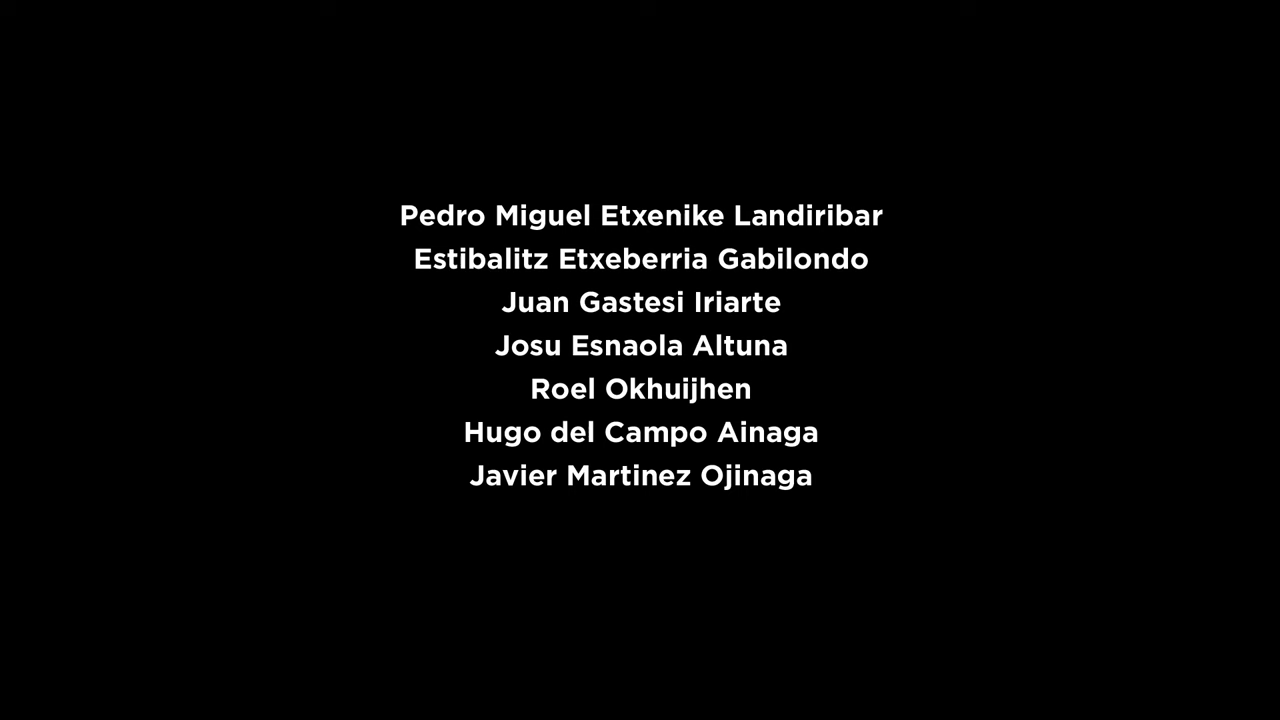 Pedro Miguel Etxenike Landiribar
Estibalitz Etxeberria Gabilondo
Juan Gastesi Iriarte
Josu Esnaola Altuna
Roel Okhuijhen
Hugo del Campo Ainaga
Javier Martinez Ojinaga